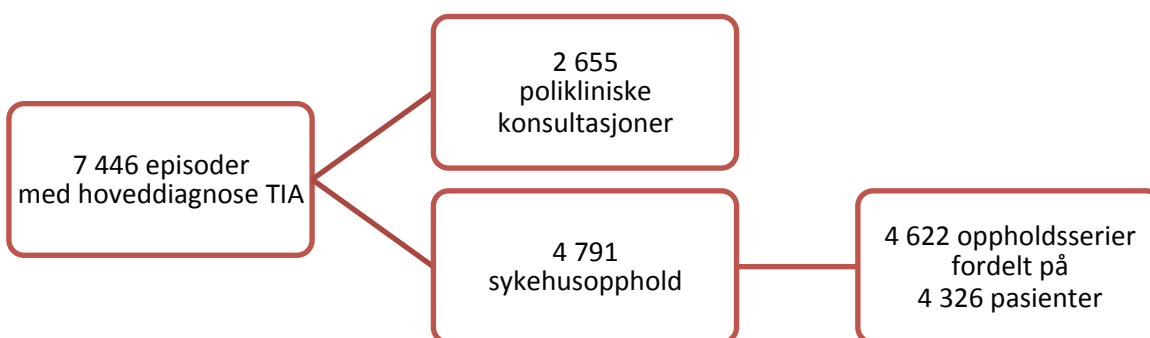 7 446 episoder
med hoveddiagnose TIA
2 655
polikliniske
konsultasjoner
4 791
sykehusopphold
4 622 oppholdsserier
fordelt på
4 326 pasienter